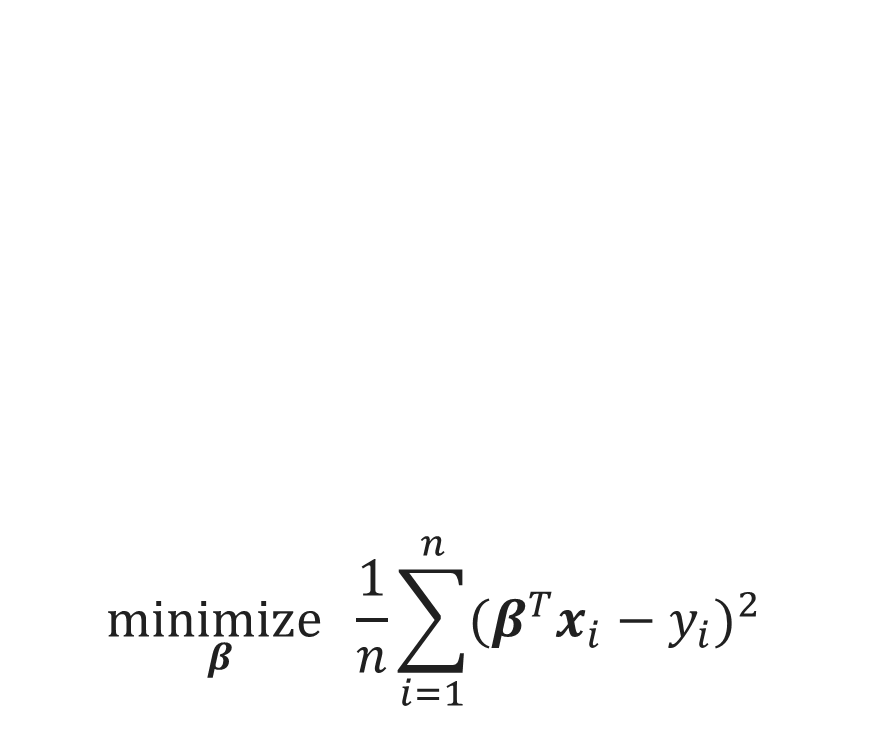 minimize_𝜷 1/n ∑_{i=1}^{n} (𝜷^T 𝒙_i − y_i)^2